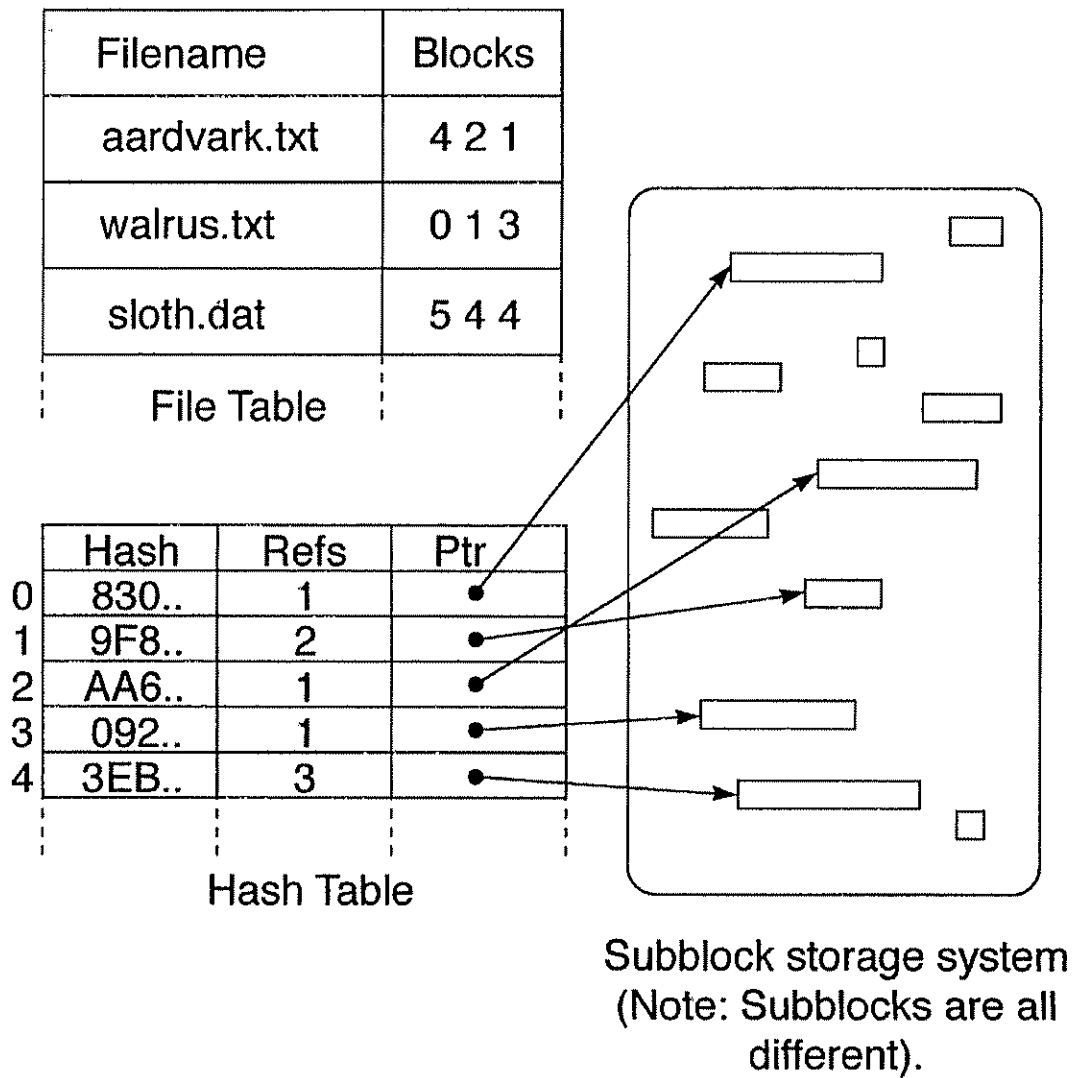 Filename Blocks
aardvark.txt 4 2 1
walrus.txt 0 1 3
sloth.dat 5 4 4
File Table
Hash Refs Ptr
0 830.. 1
1 9F8.. 2
2 AA6.. 1
3 092.. 1
4 3EB.. 3
Hash Table
Subblock storage system
(Note: Subblocks are all
different).